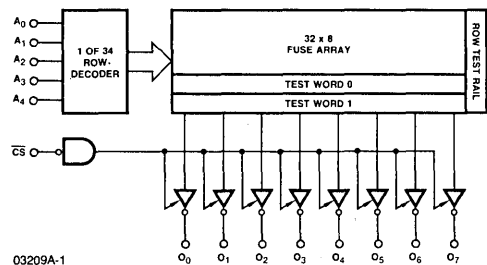 A0
A1
A2
A3
A4
1 OF 34
ROW-
DECODER
32 x 8
FUSE ARRAY
TEST WORD 0
TEST WORD 1
ROW TEST
RAIL
CS
O0
O1
O2
O3
O4
O5
O6
O7
03209A-1